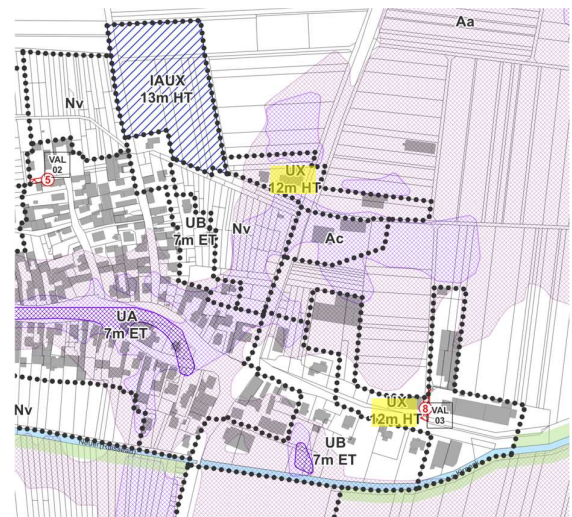 Aa
IAUX
13m HT
Nv
VAL
02
5
UX
12m HT
UB
7m ET
Nv
Ac
UA
7m ET
Nv
UX
12m HT
8
VAL
03
UB
7m ET